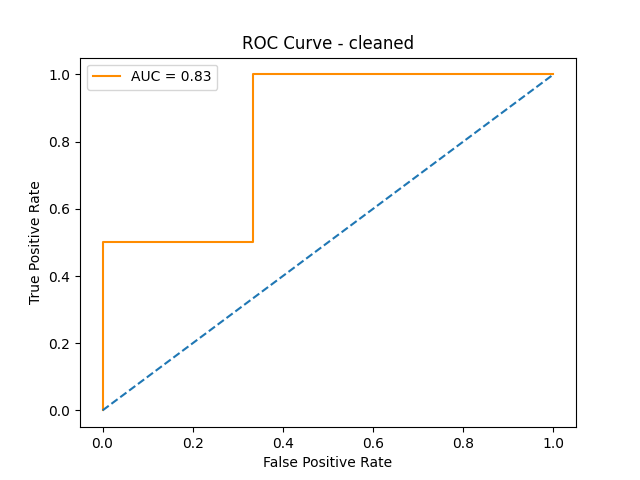 ROC Curve - cleaned
AUC = 0.83
1.0
0.8
0.6
0.4
0.2
0.0
True Positive Rate
0.0 0.2 0.4 0.6 0.8 1.0
False Positive Rate